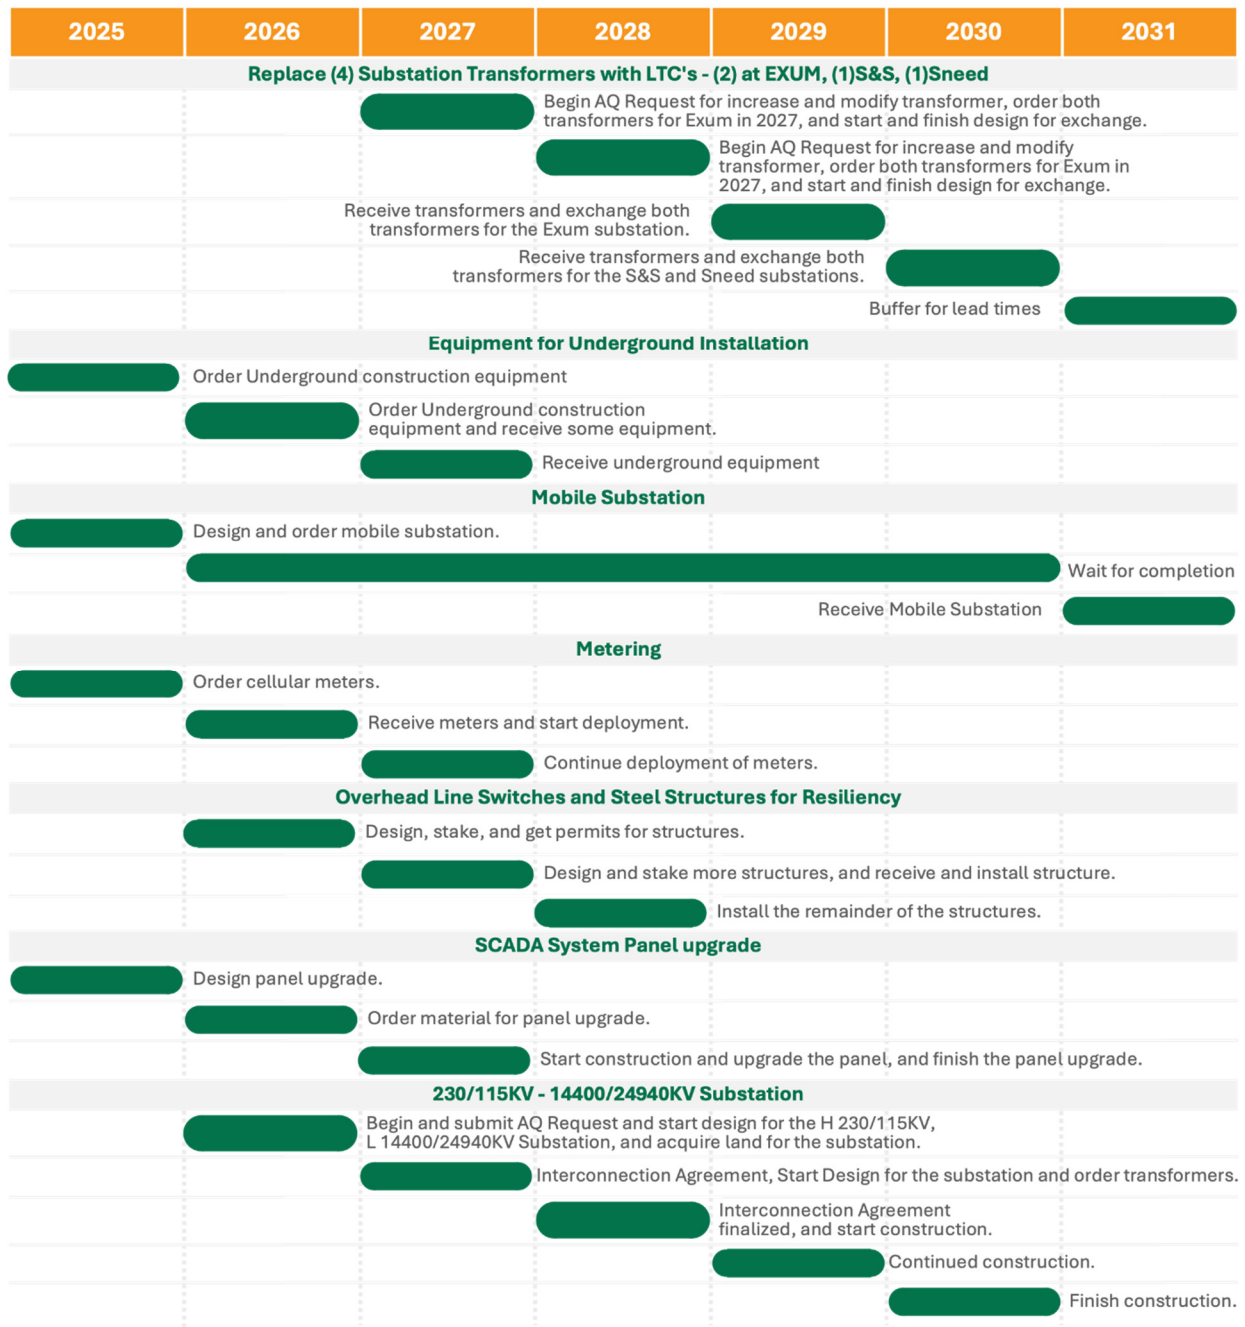 2025 2026 2027 2028 2029 2030 2031
Replace (4) Substation Transformers with LTC's - (2) at EXUM, (1)S&S, (1)Sneed
Begin AQ Request for increase and modify transformer, order both
transformers for Exum in 2027, and start and finish design for exchange.
Begin AQ Request for increase and modify
transformer, order both transformers for Exum in
2027, and start and finish design for exchange.
Receive transformers and exchange both
transformers for the Exum substation.
Receive transformers and exchange both
transformers for the S&S and Sneed substations.
Buffer for lead times
Equipment for Underground Installation
Order Underground construction equipment
Order Underground construction
equipment and receive some equipment.
Receive underground equipment
Mobile Substation
Design and order mobile substation.
Wait for completion
Receive Mobile Substation
Metering
Order cellular meters.
Receive meters and start deployment.
Continue deployment of meters.
Overhead Line Switches and Steel Structures for Resiliency
Design, stake, and get permits for structures.
Design and stake more structures, and receive and install structure.
Install the remainder of the structures.
SCADA System Panel upgrade
Design panel upgrade.
Order material for panel upgrade.
Start construction and upgrade the panel, and finish the panel upgrade.
230/115KV - 14400/24940KV Substation
Begin and submit AQ Request and start design for the H 230/115KV,
L 14400/24940KV Substation, and acquire land for the substation.
Interconnection Agreement, Start Design for the substation and order transformers.
Interconnection Agreement
finalized, and start construction.
Continued construction.
Finish construction.